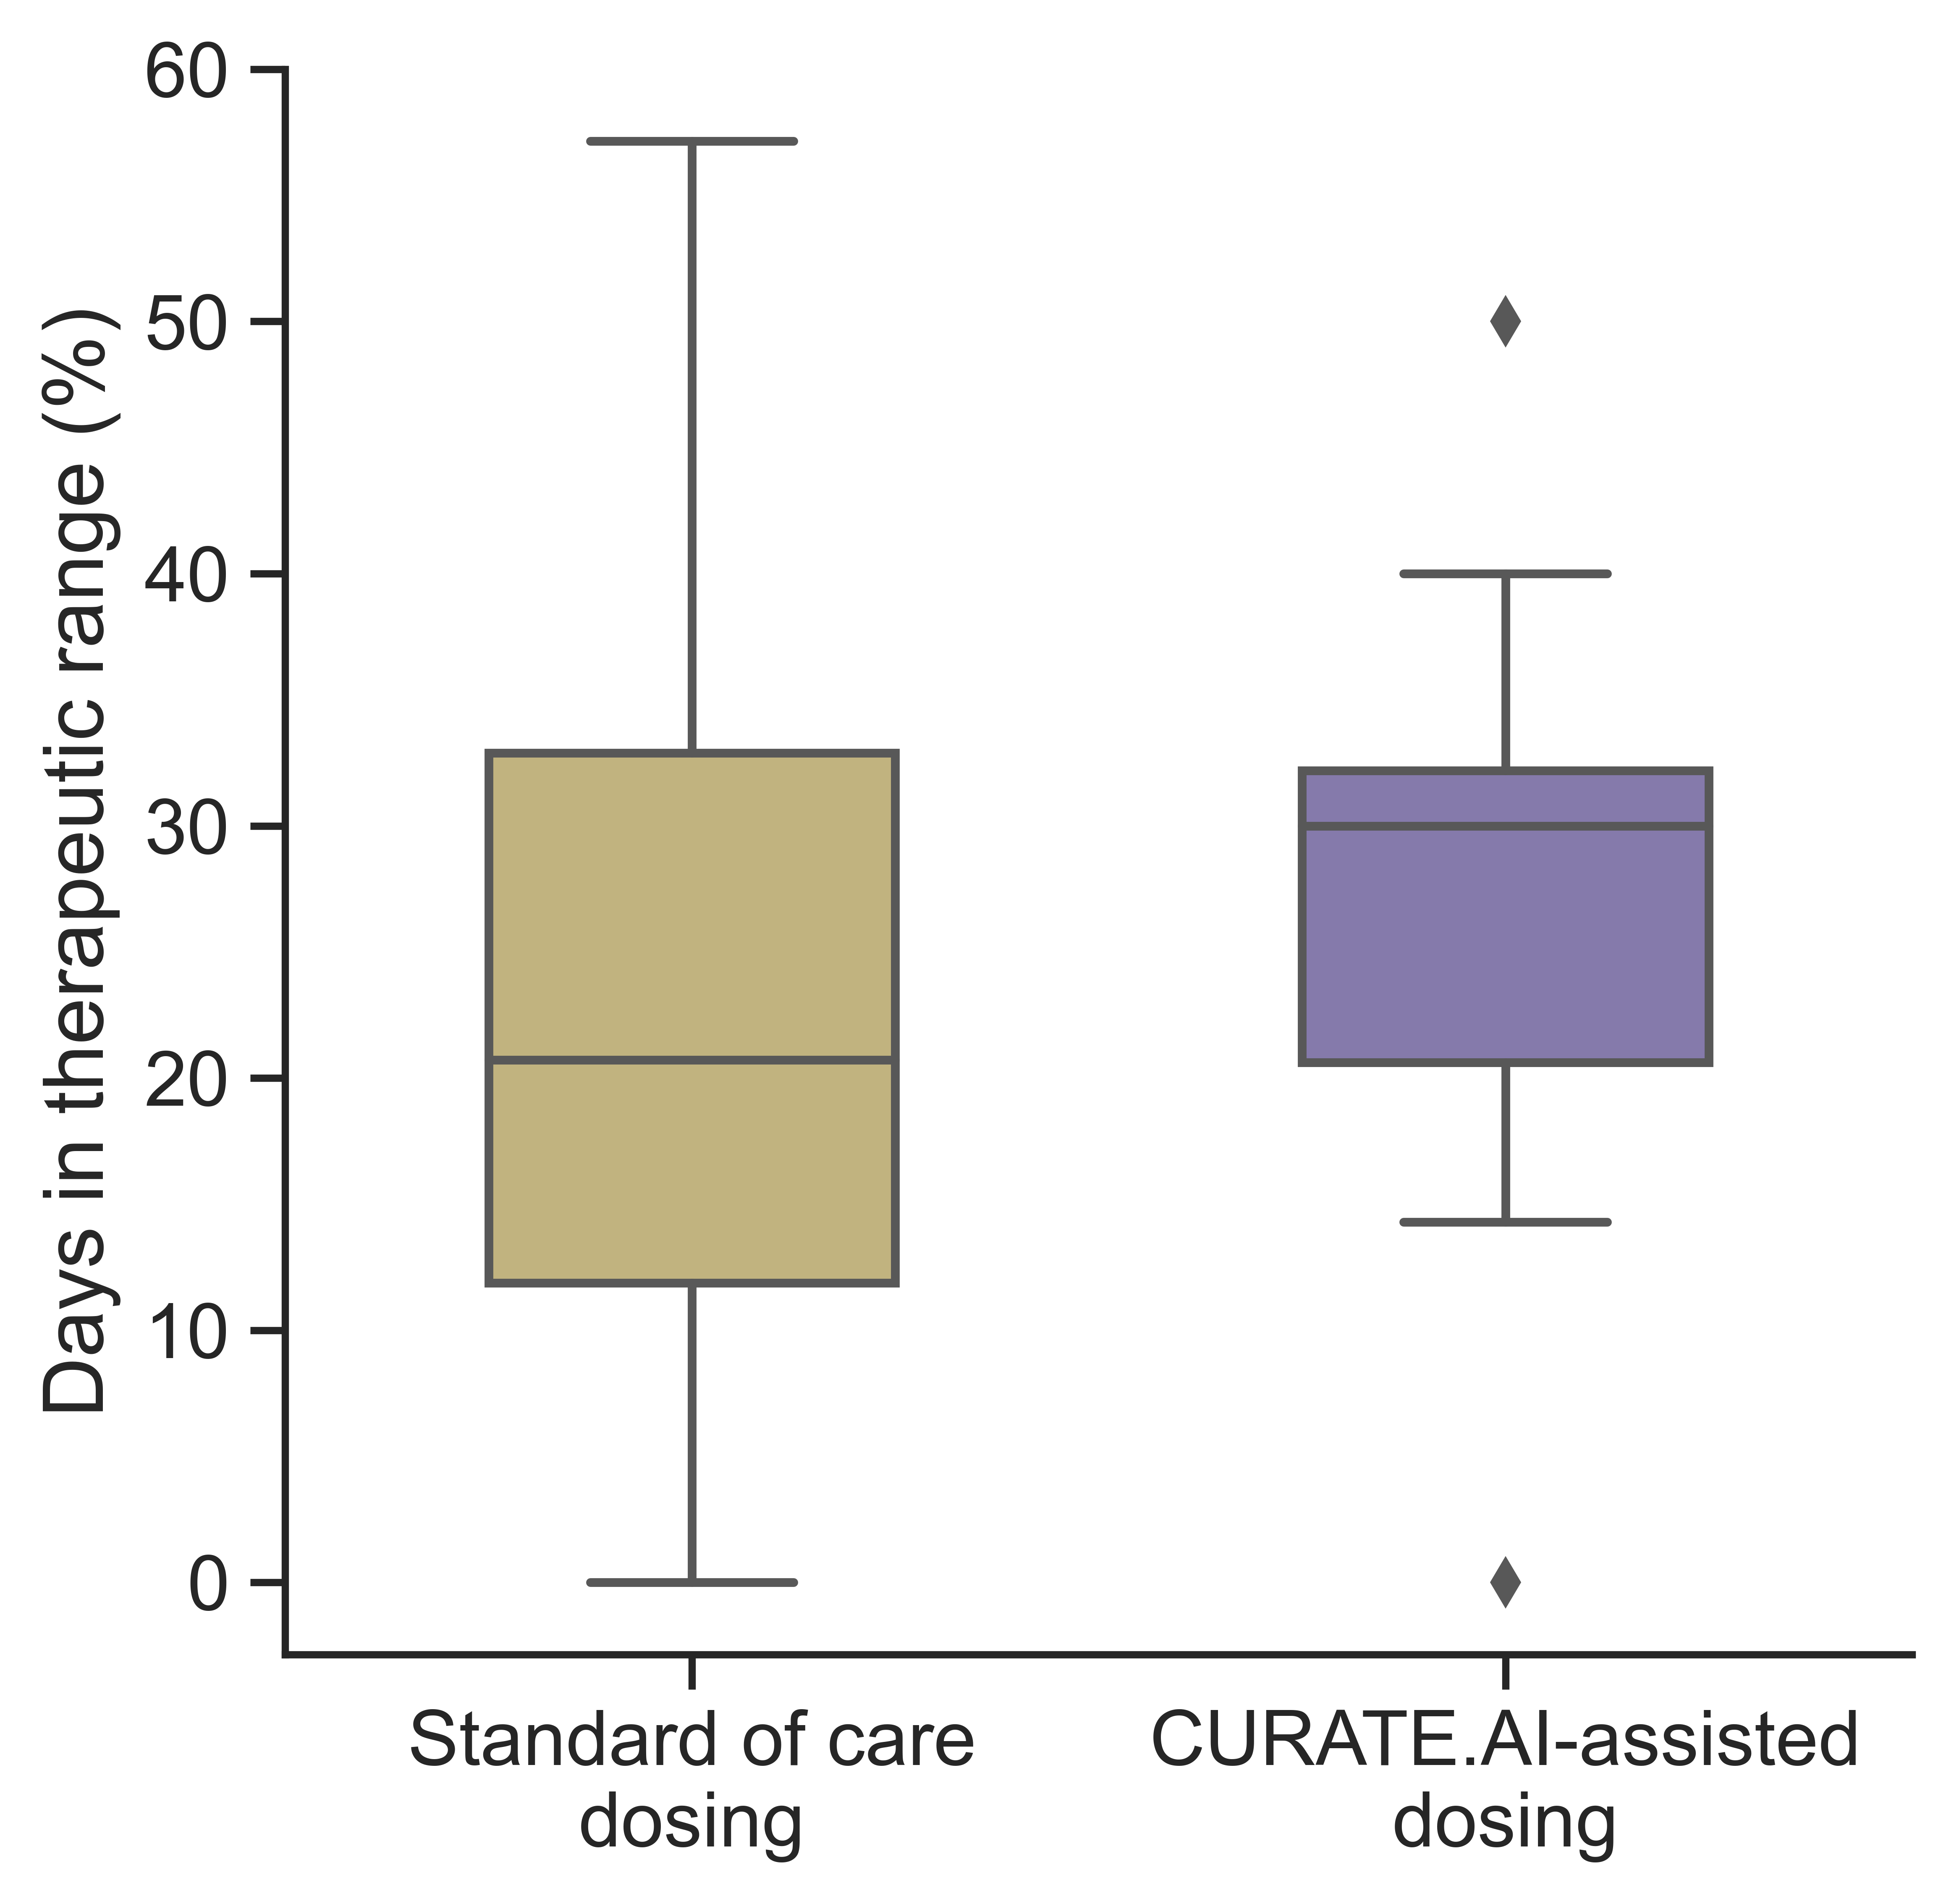 Days in therapeutic range (%)
60
50
40
30
20
10
0
Standard of care
dosing
CURATE.AI-assisted
dosing